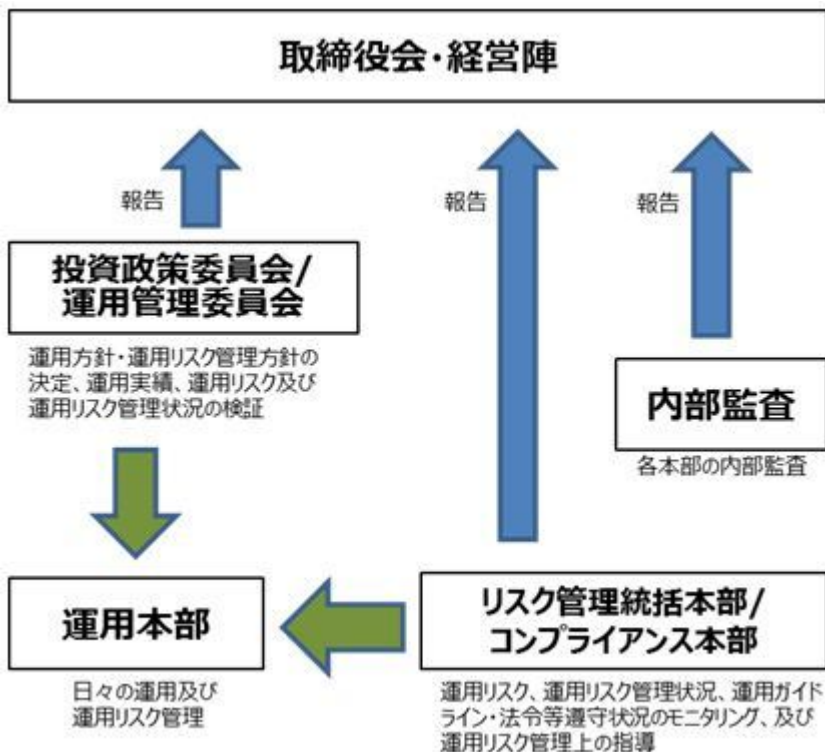 取締役会・経営陣
報告
報告
報告
投資政策委員会/
運用管理委員会
運用方針・運用リスク管理方針の
決定、運用実績、運用リスク及び
運用リスク管理状況の検証
内部監査
各本部の内部監査
運用本部
日々の運用及び
運用リスク管理
リスク管理統括本部/
コンプライアンス本部
運用リスク、運用リスク管理状況、運用ガイド
ライン・法令等遵守状況のモニタリング、及び
運用リスク管理上の指導